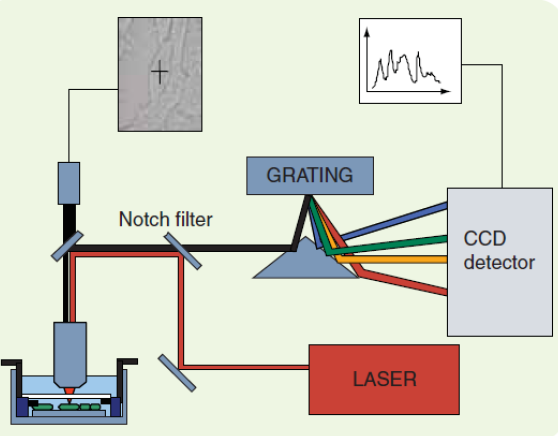 GRATING
Notch filter
CCD
detector
LASER